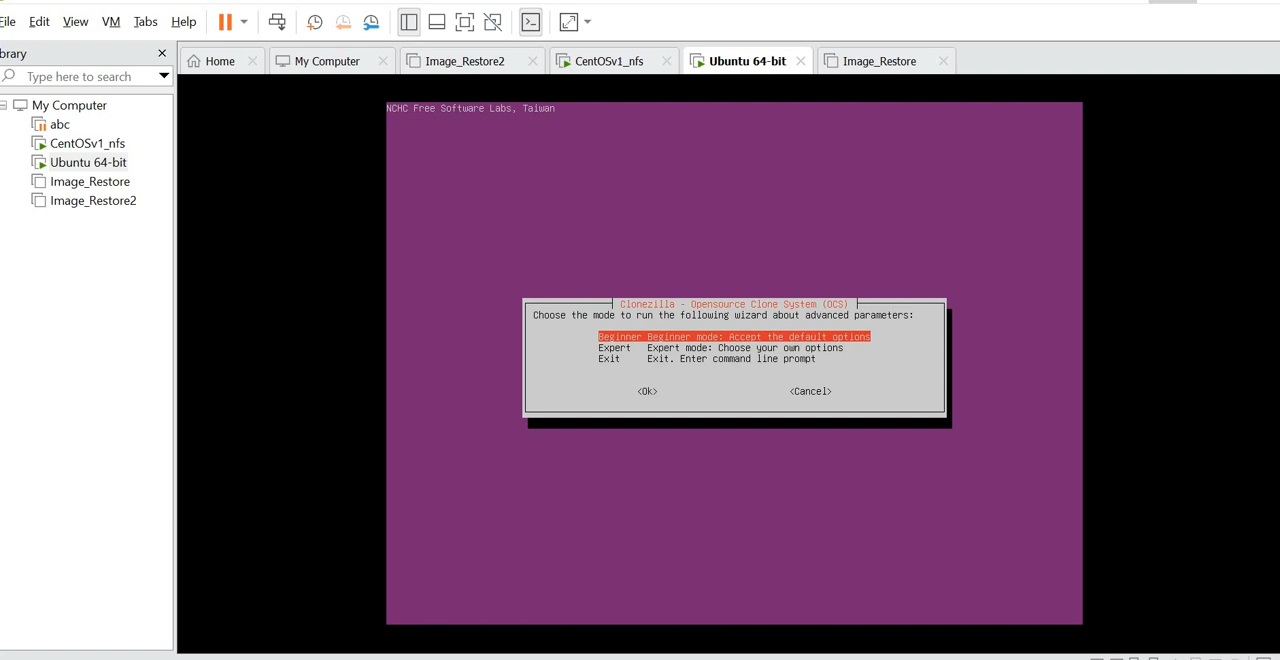 File Edit View VM Tabs Help
brary
Type here to search
My Computer
abc
CentOSv1_nfs
Ubuntu 64-bit
Image_Restore
Image_Restore2
Home
My Computer
Image_Restore2
CentOSv1_nfs
Ubuntu 64-bit
Image_Restore
NCHC Free Software Labs, Taiwan
Clonezilla - Opensource Clone System (OCS)
Choose the mode to run the following wizard about advanced parameters:
Beginner Beginner mode: Accept the default options
Expert Expert mode: Choose your own options
Exit Exit. Enter command line prompt
<Ok> <Cancel>